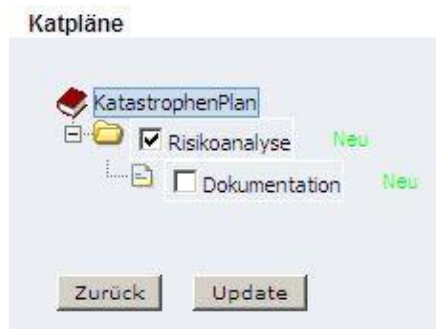 Katpläne
KatastrophenPlan
Risikoanalyse Neu
Dokumentation Neu
Zurück Update